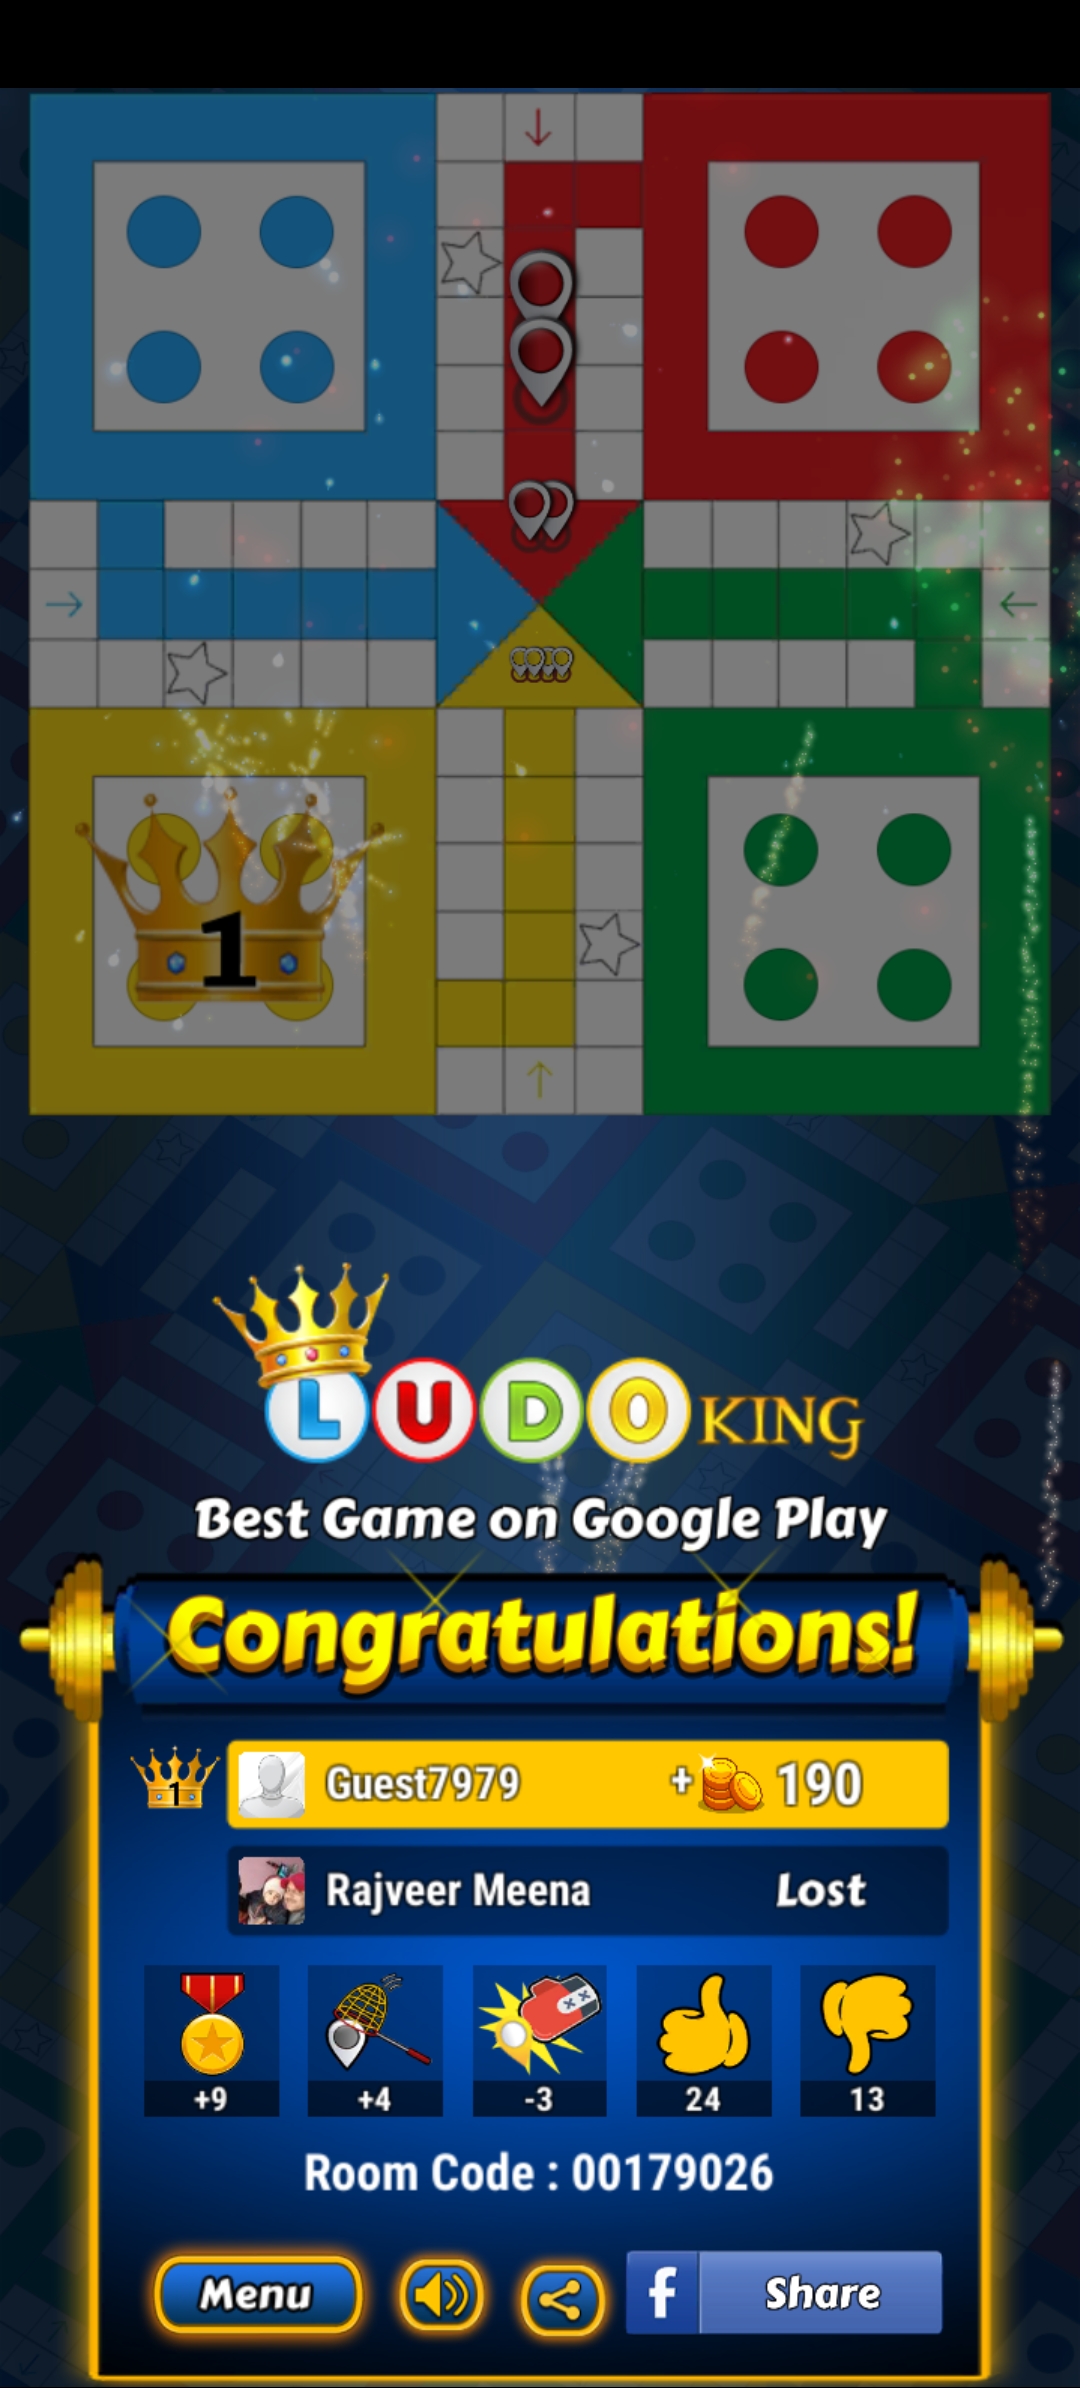 1
LUDO KING
Best Game on Google Play
Congratulations!
1 Guest7979 + 190
Rajveer Meena Lost
+9 +4 -3 24 13
Room Code : 00179026
Menu f Share